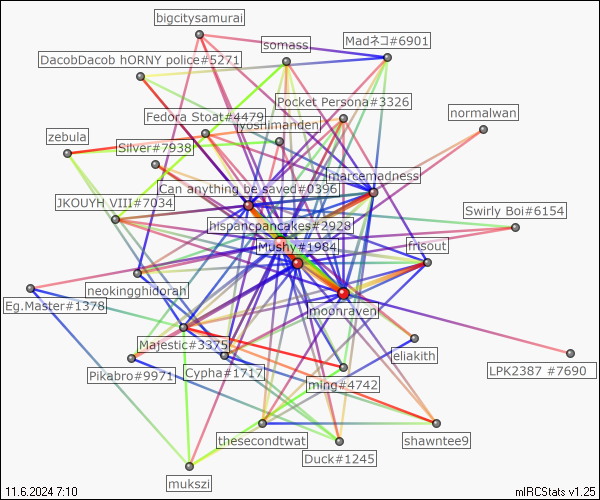 bigcitysamurai
somass
Madネコ#6901
DacobDacob hORNY police#5271
Pocket Persona#3326
normalwan
Fedora Stoat#4479
yoshimanden
zebula
Silver#7938
jmarcemadness
Can anything be saved#0396
JKOUYH VIII#7034
Swirly Boi#6154
hispancpancakes#2928
Mushy#1984
frisout
neokingghidorah
Eg.Master#1378
moonraveni
Majestic#3375
eliakith
Pikabro#9971
Cypha#1717
LPK2387 #7690
ming#4742
thesecondtwat
shawntee9
Duck#1245
mukszi
11.6.2024 7:10
mIRCStats v1.25